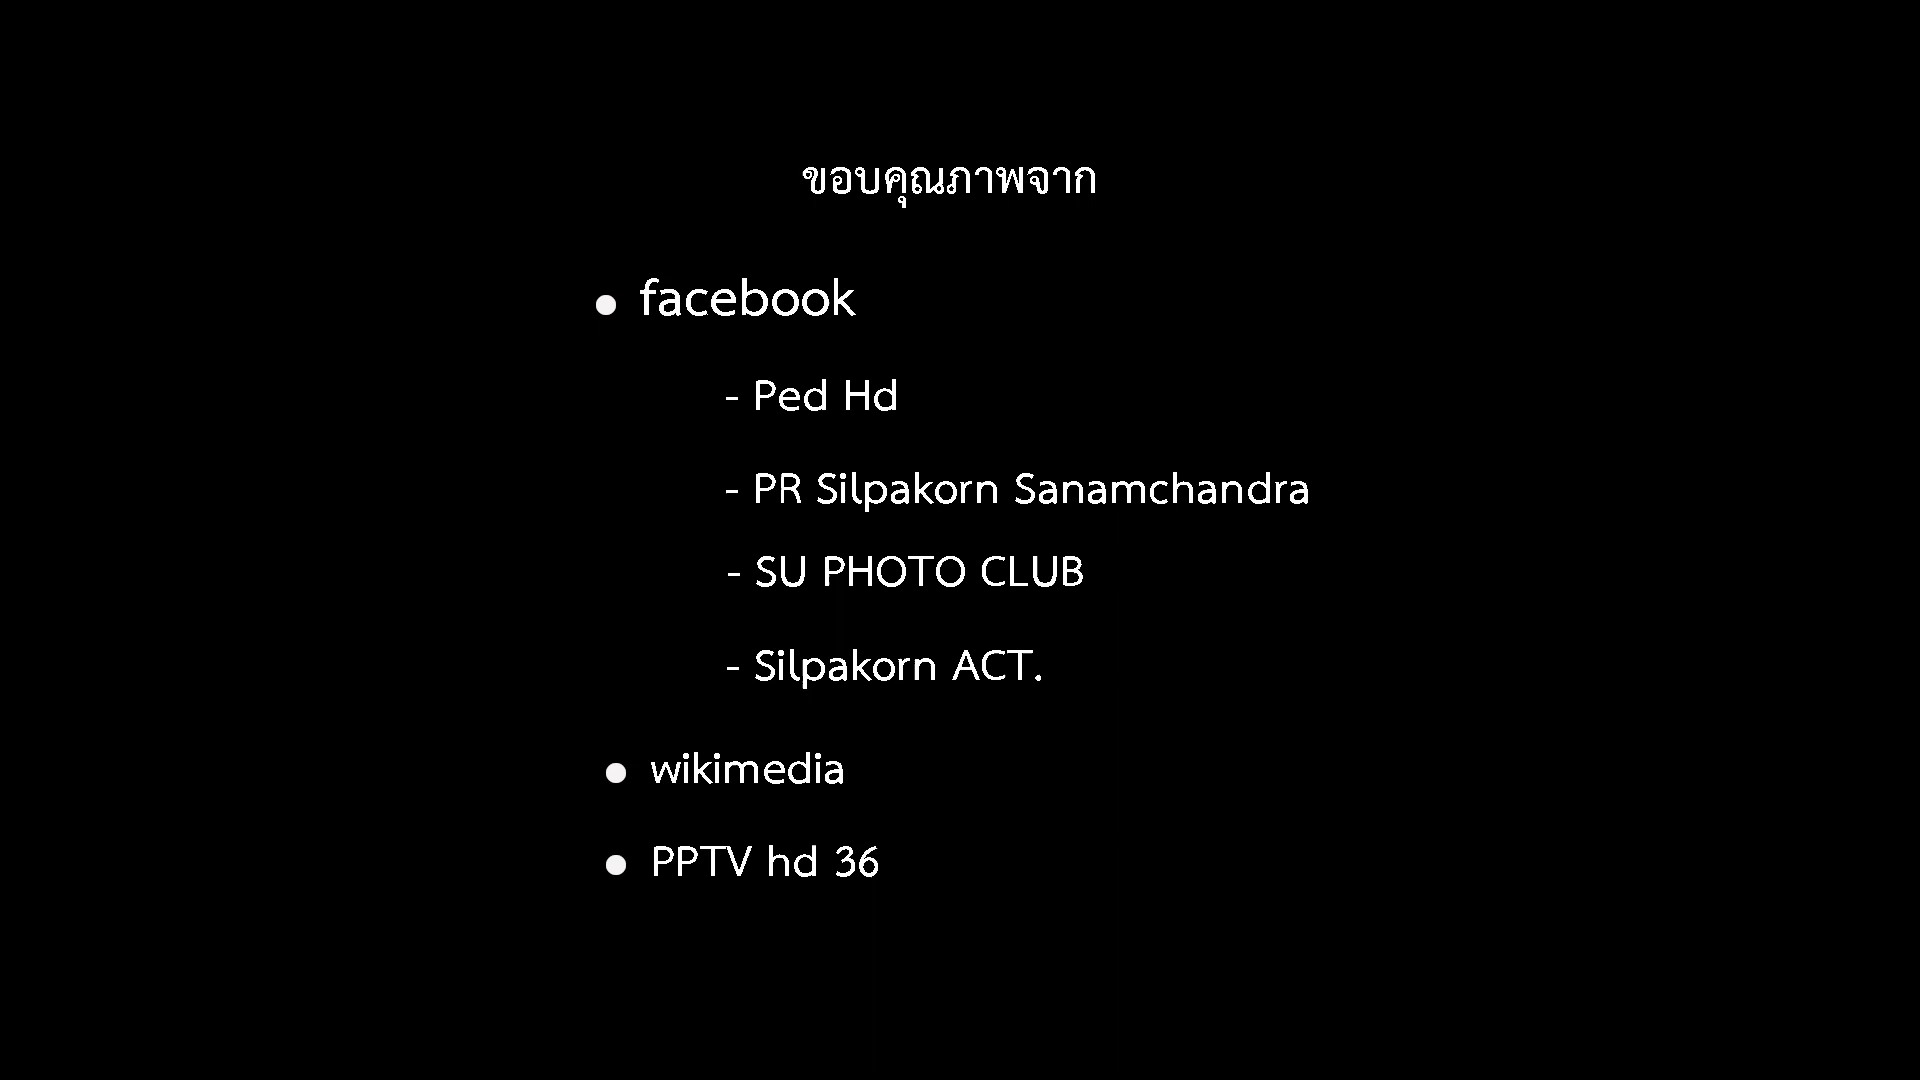 ขอบคุณภาพจาก
● facebook
- Ped Hd
- PR Silpakorn Sanamchandra
- SU PHOTO CLUB
- Silpakorn ACT.
● wikimedia
● PPTV hd 36